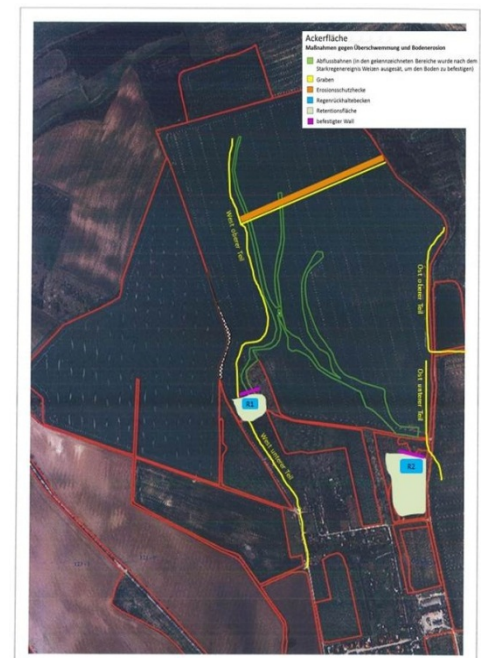 Ackerfläche
Maßnahmen gegen Überschwemmung und Bodenerosion
Abflussbahnen (in den gekennzeichneten Bereiche wurde nach dem
Starkregenereignis Weizen ausgesät, um den Boden zu befestigen)
Graben
Erosionsschutzhecke
Regenrückhaltebecken
Retentionsfläche
befestigter Wall
West oberer Teil
Ost oberer Teil
Ost unterer Teil
R1
West unterer Teil
R2